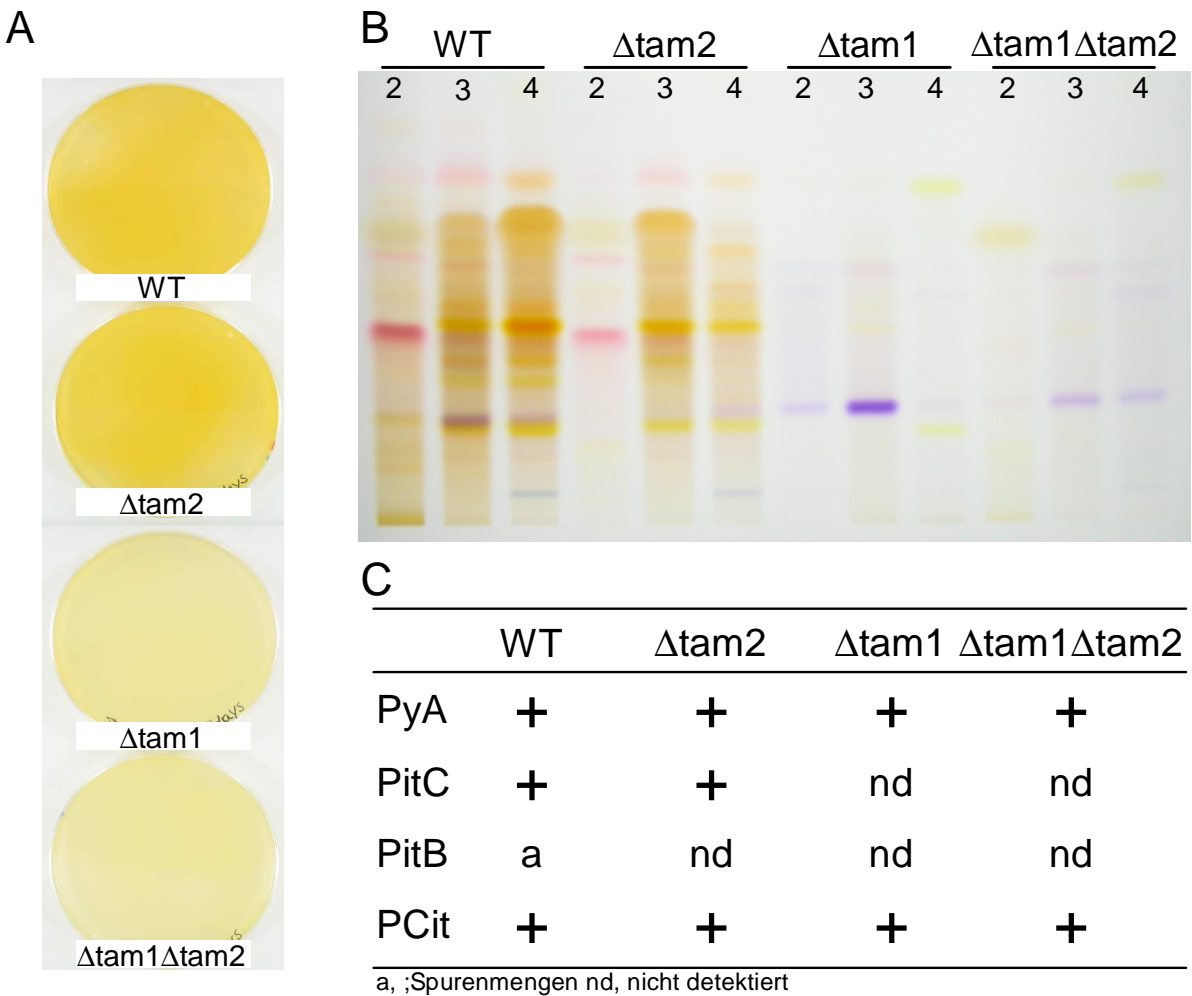 A
WT
Δtam2
Δtam1
Δtam1Δtam2
B
WT Δtam2 Δtam1 Δtam1Δtam2
2 3 4 2 3 4 2 3 4 2 3 4
C
WT Δtam2 Δtam1 Δtam1Δtam2
PyA + + + +
PitC + + nd nd
PitB a nd nd nd
PCit + + + +
a, ;Spurenmengen nd, nicht detektiert